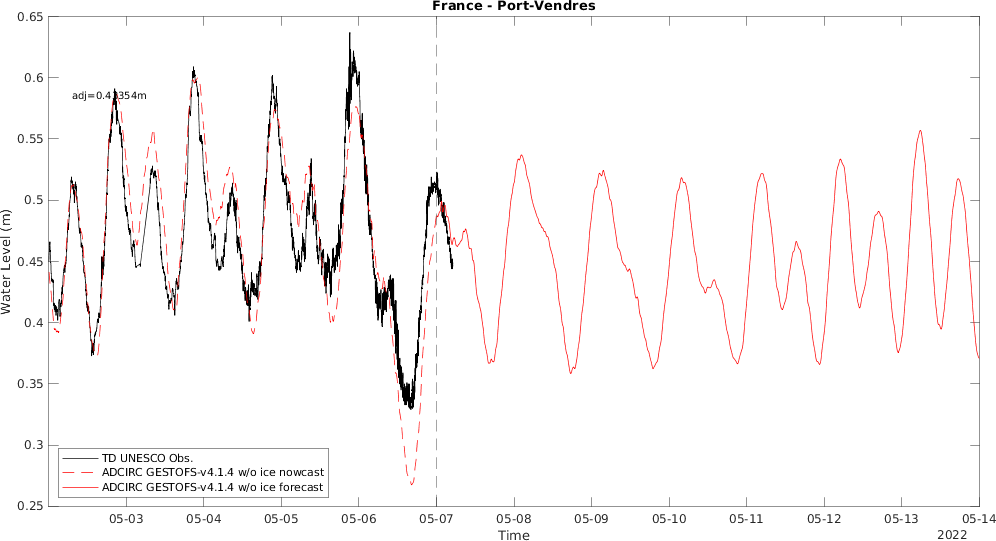 France - Port-Vendres
0.65
0.6
0.55
0.5
0.45
0.4
0.35
0.3
0.25
Water Level (m)
adj=0.41354m
TD UNESCO Obs.
ADCIRC GESTOFS-v4.1.4 w/o ice nowcast
ADCIRC GESTOFS-v4.1.4 w/o ice forecast
05-03 05-04 05-05 05-06 05-07 05-08 05-09 05-10 05-11 05-12 05-13 05-14
Time
2022